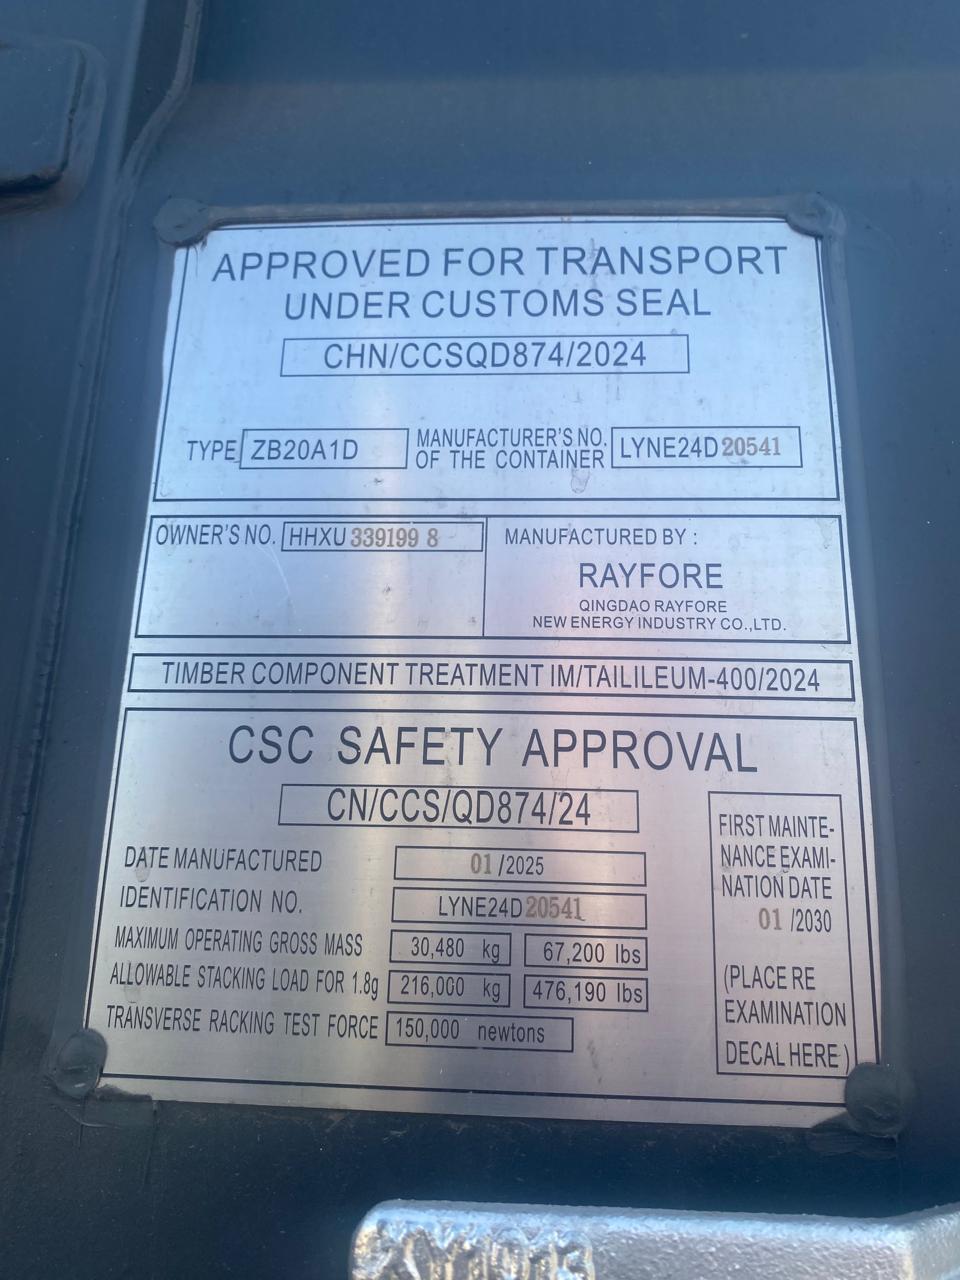 APPROVED FOR TRANSPORT
UNDER CUSTOMS SEAL
CHN/CCSQD874/2024
TYPE ZB20A1D MANUFACTURER'S NO. OF THE CONTAINER LYNE24D20541
OWNER'S NO. HHXU 339199 8
MANUFACTURED BY :
RAYFORE
QINGDAO RAYFORE
NEW ENERGY INDUSTRY CO.,LTD.
TIMBER COMPONENT TREATMENT IM/TAILILEUM-400/2024
CSC SAFETY APPROVAL
CN/CCS/QD874/24
DATE MANUFACTURED 01 /2025
IDENTIFICATION NO. LYNE24D20541
MAXIMUM OPERATING GROSS MASS 30,480 kg 67,200 lbs
ALLOWABLE STACKING LOAD FOR 1.8g 216,000 kg 476,190 lbs
TRANSVERSE RACKING TEST FORCE 150,000 newtons
FIRST MAINTE-
NANCE EXAMI-
NATION DATE
01 /2030
(PLACE RE
EXAMINATION
DECAL HERE )